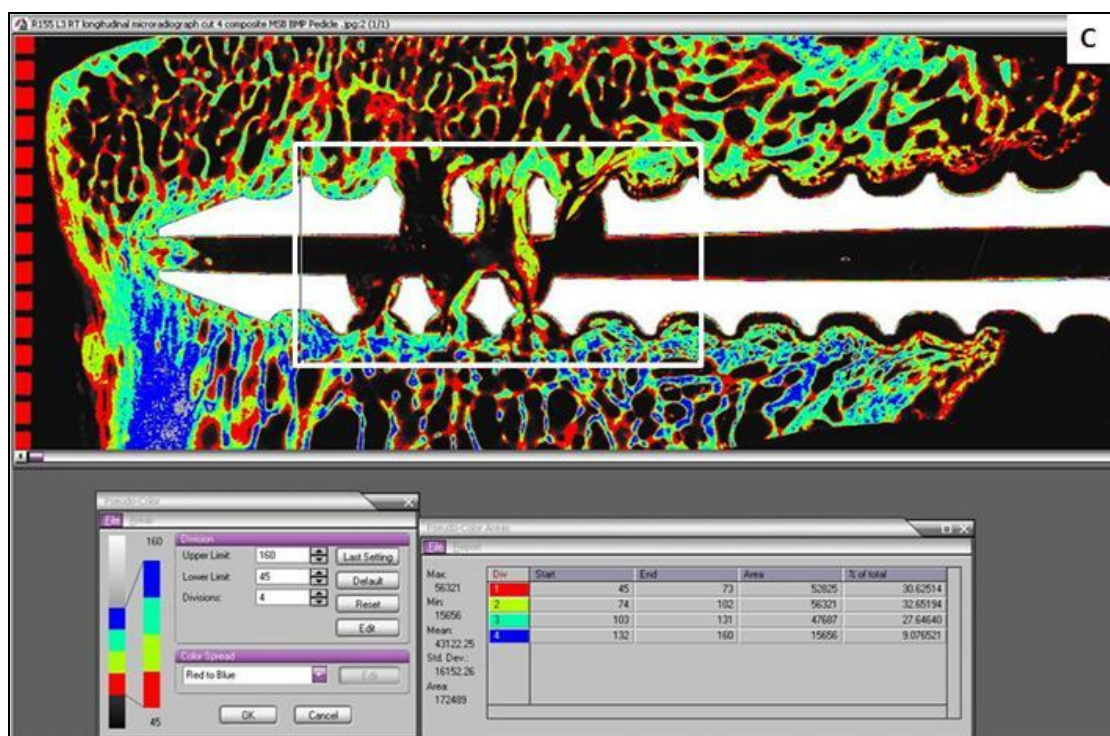 R155 L3 RT longitudinal microradiograph cut 4 composite MSB BMP Pedicle .jpg:2 (1/1)
C
Pseudo-Color
File Areas
160
45
Division
Upper Limit: 160
Lower Limit: 45
Divisions: 4
Last Setting
Default
Reset
Edit
Color Spread
Red to Blue
Edit
OK Cancel
Pseudo-Color Areas
File Report
Max:
56321
Min:
15656
Mean:
43122.25
Std. Dev.:
16152.26
Area:
172489
Div Start End Area % of total
1 45 73 52825 30.62514
2 74 102 56321 32.65194
3 103 131 47687 27.64640
4 132 160 15656 9.076521